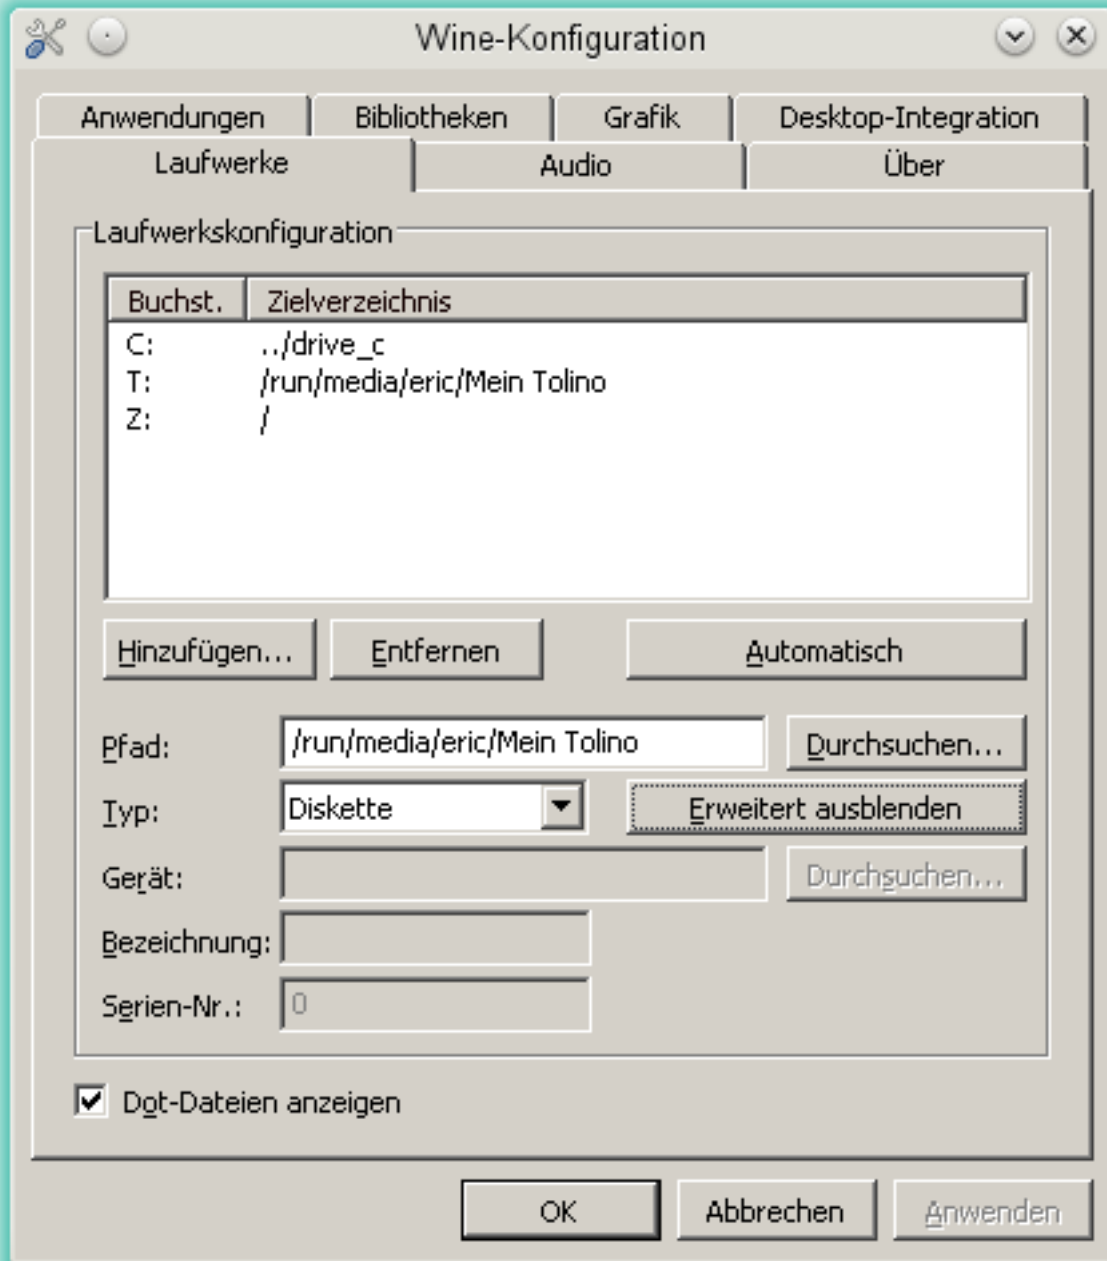 Wine-Konfiguration
Anwendungen Bibliotheken Grafik Desktop-Integration
Laufwerke Audio Über
Laufwerkskonfiguration
Buchst. Zielverzeichnis
C: ../drive_c
T: /run/media/eric/Mein Tolino
Z: /
Hinzufügen... Entfernen Automatisch
Pfad: /run/media/eric/Mein Tolino Durchsuchen...
Typ: Diskette Erweitert ausblenden
Gerät: Durchsuchen...
Bezeichnung:
Serien-Nr.: 0
Dot-Dateien anzeigen
OK Abbrechen Anwenden